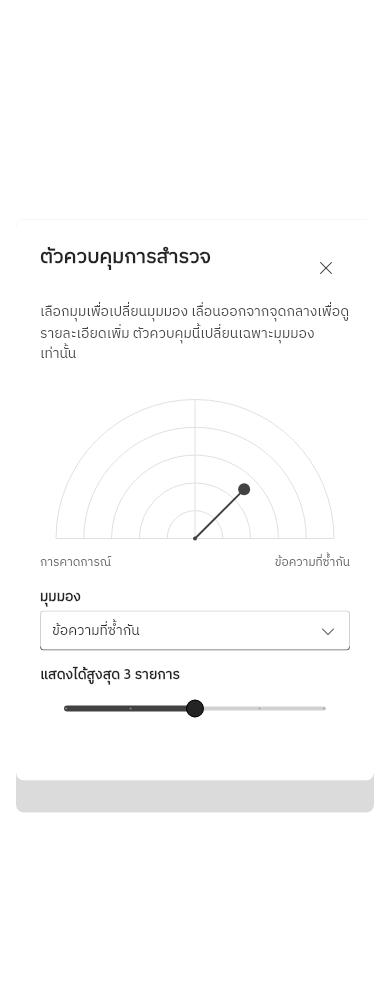 ตัวควบคุมการสำรวจ
เลือกมุมเพื่อเปลี่ยนมุมมอง เลื่อนออกจากจุดกลางเพื่อดู
รายละเอียดเพิ่ม ตัวควบคุมนี้เปลี่ยนเฉพาะมุมมอง
เท่านั้น
การคาดการณ์
ข้อความที่ซ้ำกัน
มุมมอง
ข้อความที่ซ้ำกัน
แสดงได้สูงสุด 3 รายการ